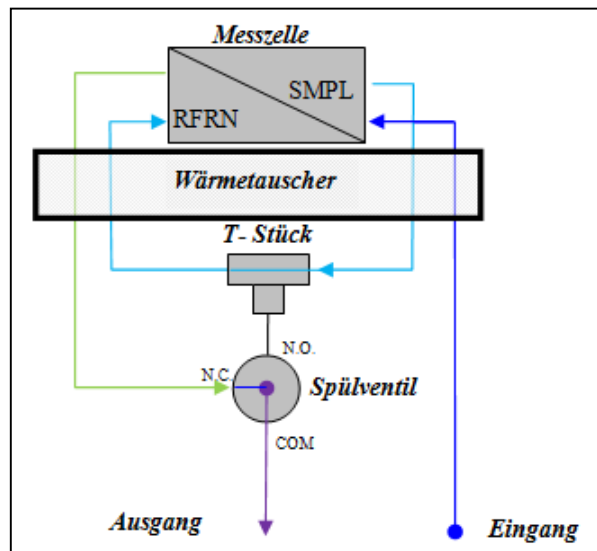 Messzelle
SMPL
RFRN
Wärmetauscher
T- Stück
N.O.
N.C.
Spülventil
COM
Ausgang
Eingang